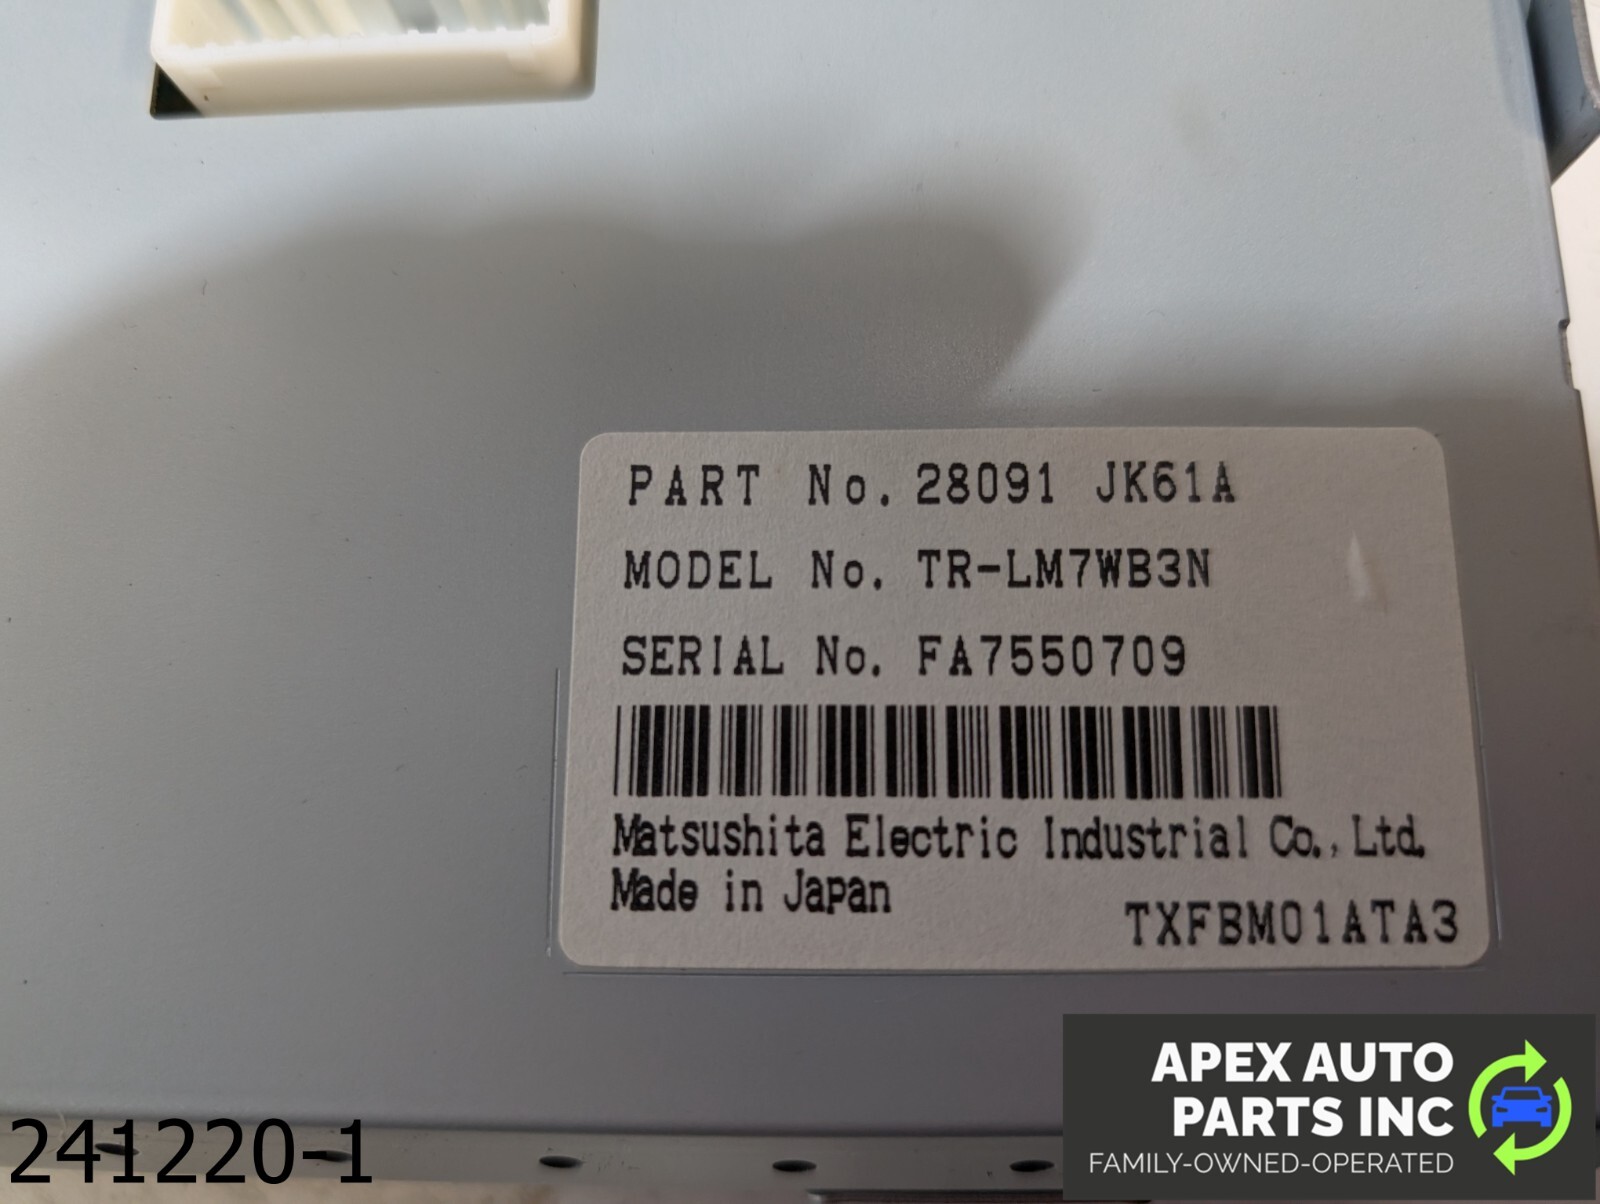 PART No. 28091 JK61A
MODEL No. TR-LM7WB3N
SERIAL No. FA7550709
Matsushita Electric Industrial Co., Ltd.
Made in Japan
TXFBM01ATA3
241220-1
APEX AUTO
PARTS INC
FAMILY-OWNED-OPERATED